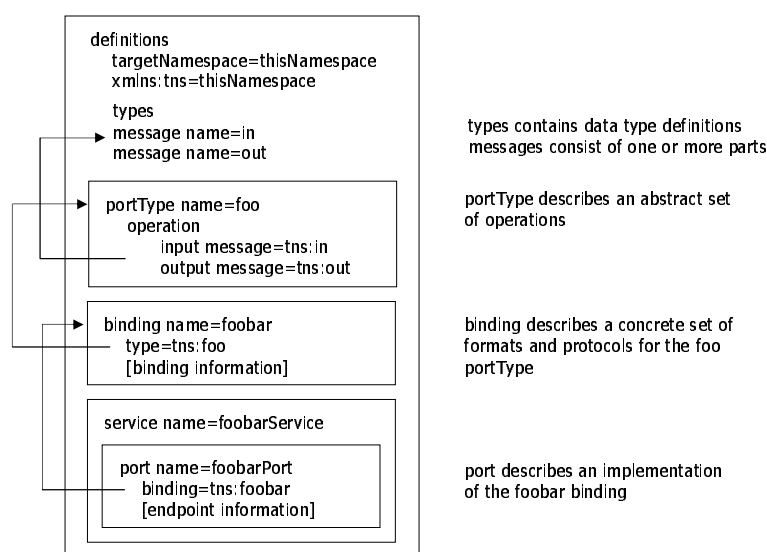 definitions
targetNamespace=thisNamespace
xmlns:tns=thisNamespace
types
message name=in
message name=out
types contains data type definitions
messages consist of one or more parts
portType name=foo
operation
input message=tns:in
output message=tns:out
portType describes an abstract set
of operations
binding name=foobar
type=tns:foo
[binding information]
binding describes a concrete set of
formats and protocols for the foo
portType
service name=foobarService
port name=foobarPort
binding=tns:foobar
[endpoint information]
port describes an implementation
of the foobar binding